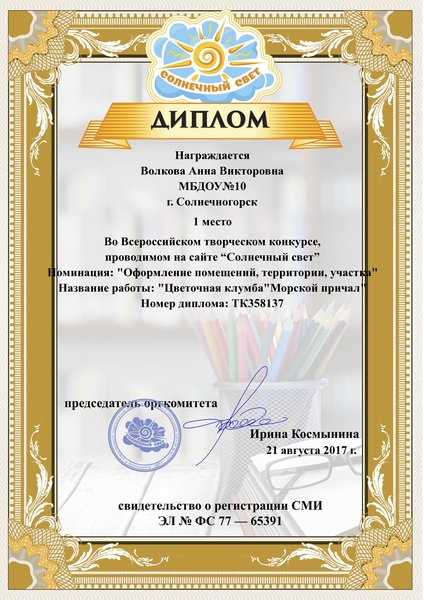 СОЛНЕЧНЫЙ СВЕТ
ДИПЛОМ
Награждается
Волкова Анна Викторовна
МБДОУ№10
г. Солнечногорск
1 место
Во Всероссийском творческом конкурсе,
проводимом на сайте “Солнечный свет”
Номинация: "Оформление помещений, территории, участка"
Название работы: "Цветочная клумба"Морской причал"
Номер диплома: ТК358137
председатель оргкомитета
Ирина Космынина
21 августа 2017 г.
свидетельство о регистрации СМИ
ЭЛ № ФС 77 — 65391